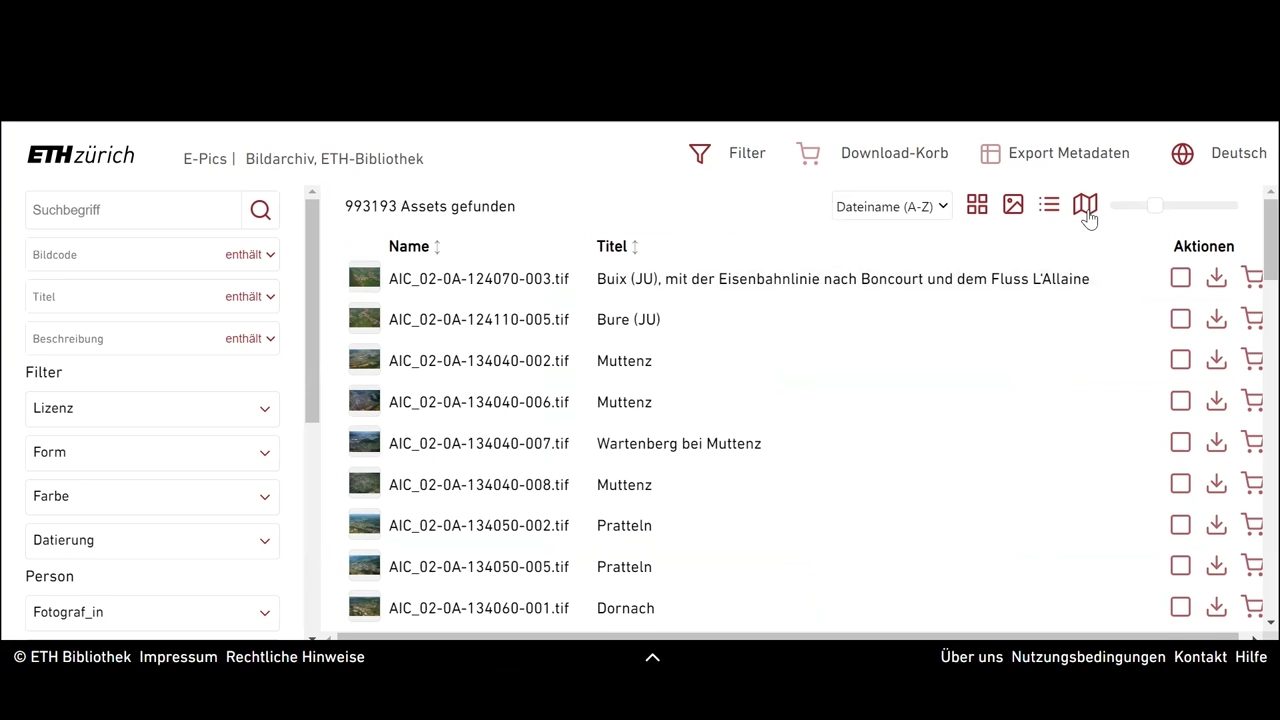 ETH zürich
E-Pics | Bildarchiv, ETH-Bibliothek
Filter
Download-Korb
Export Metadaten
Deutsch
Suchbegriff
Bildcode enthält
Titel enthält
Beschreibung enthält
Filter
Lizenz
Form
Farbe
Datierung
Person
Fotograf_in
993193 Assets gefunden
Dateiname (A-Z)
Name Titel Aktionen
AIC_02-0A-124070-003.tif Buix (JU), mit der Eisenbahnlinie nach Boncourt und dem Fluss L'Allaine
AIC_02-0A-124110-005.tif Bure (JU)
AIC_02-0A-134040-002.tif Muttenz
AIC_02-0A-134040-006.tif Muttenz
AIC_02-0A-134040-007.tif Wartenberg bei Muttenz
AIC_02-0A-134040-008.tif Muttenz
AIC_02-0A-134050-002.tif Pratteln
AIC_02-0A-134050-005.tif Pratteln
AIC_02-0A-134060-001.tif Dornach
© ETH Bibliothek Impressum Rechtliche Hinweise
Über uns Nutzungsbedingungen Kontakt Hilfe